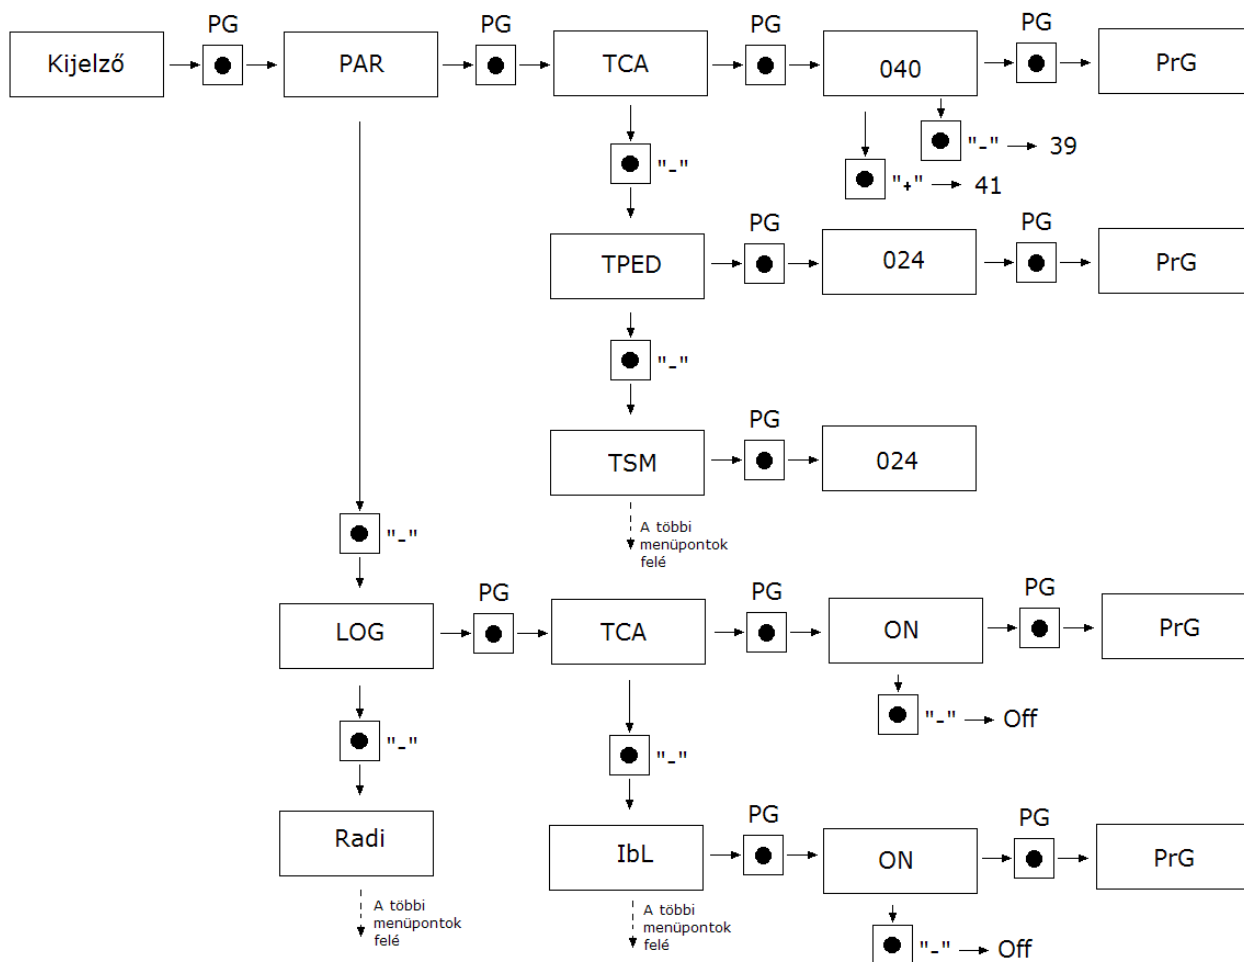 PG
PG
PG
PG
Kijelző
PAR
TCA
040
PrG
"-"
39
"-"
"+"
41
PG
PG
TPED
024
PrG
"-"
PG
TSM
024
A többi
menüpontok
felé
"-"
PG
PG
PG
LOG
TCA
ON
PrG
"-"
Off
"-"
"-"
PG
PG
Radi
IbL
ON
PrG
A többi
menüpontok
felé
A többi
menüpontok
felé
"-"
Off